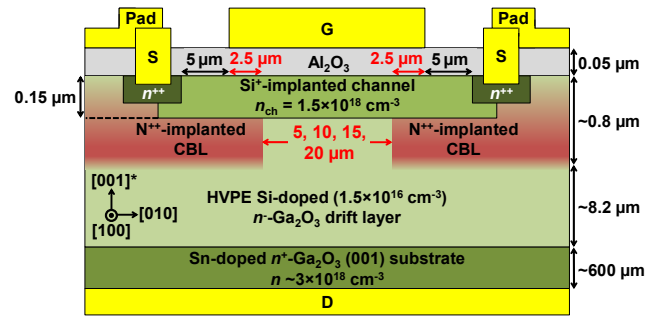 Pad
G
Pad
S
5 μm
2.5 μm
Al₂O₃
2.5 μm
5 μm
S
0.05 μm
n⁺⁺
Si⁺-implanted channel
n⁺⁺
0.15 μm
n_ch = 1.5×10¹⁸ cm⁻³
N⁺⁺-implanted
CBL
5, 10, 15,
20 μm
N⁺⁺-implanted
CBL
~0.8 μm
[001]*
[010]
[100]
HVPE Si-doped (1.5×10¹⁶ cm⁻³)
n⁻-Ga₂O₃ drift layer
~8.2 μm
Sn-doped n⁺-Ga₂O₃ (001) substrate
n ~3×10¹⁸ cm⁻³
~600 μm
D